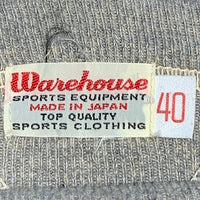 Warehouse
SPORTS EQUIPMENT
MADE IN JAPAN
TOP QUALITY
SPORTS CLOTHING
40